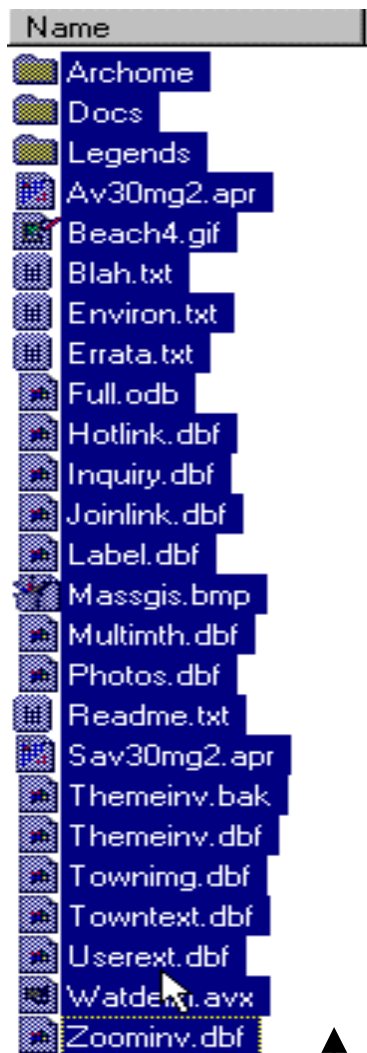 Name
Archome
Docs
Legends
Av30mg2.apr
Beach4.gif
Blah.txt
Environ.txt
Errata.txt
Full.odb
Hotlink.dbf
Inquiry.dbf
Joinlink.dbf
Label.dbf
Massgis.bmp
Multimth.dbf
Photos.dbf
Readme.txt
Sav30mg2.apr
Themeinv.bak
Themeinv.dbf
Townimg.dbf
Towntext.dbf
Userext.dbf
Zoominv.dbf